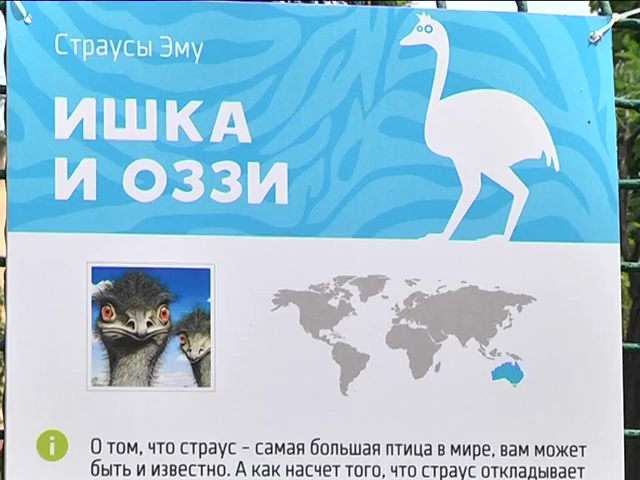 Страусы Эму
ИШКА
И ОЗЗИ
i
О том, что страус – самая большая птица в мире, вам может
быть и известно. А как насчет того, что страус откладывает